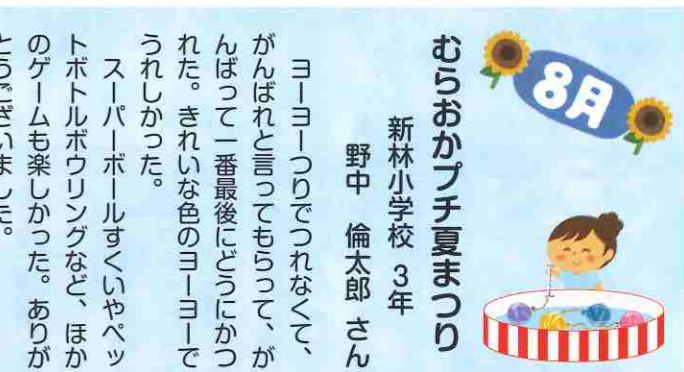 8月
むらおかプチ夏まつり
新林小学校 3年
野中 倫太郎 さん
ヨーヨーつりでつれなくて、
がんばれと言ってもらって、が
んばって一番最後にどうにかつ
れた。きれいな色のヨーヨーで
うれしかった。
スーパーボールすくいやペッ
トボトルボウリングなど、ほか
のゲームも楽しかった。ありが
とうございました。